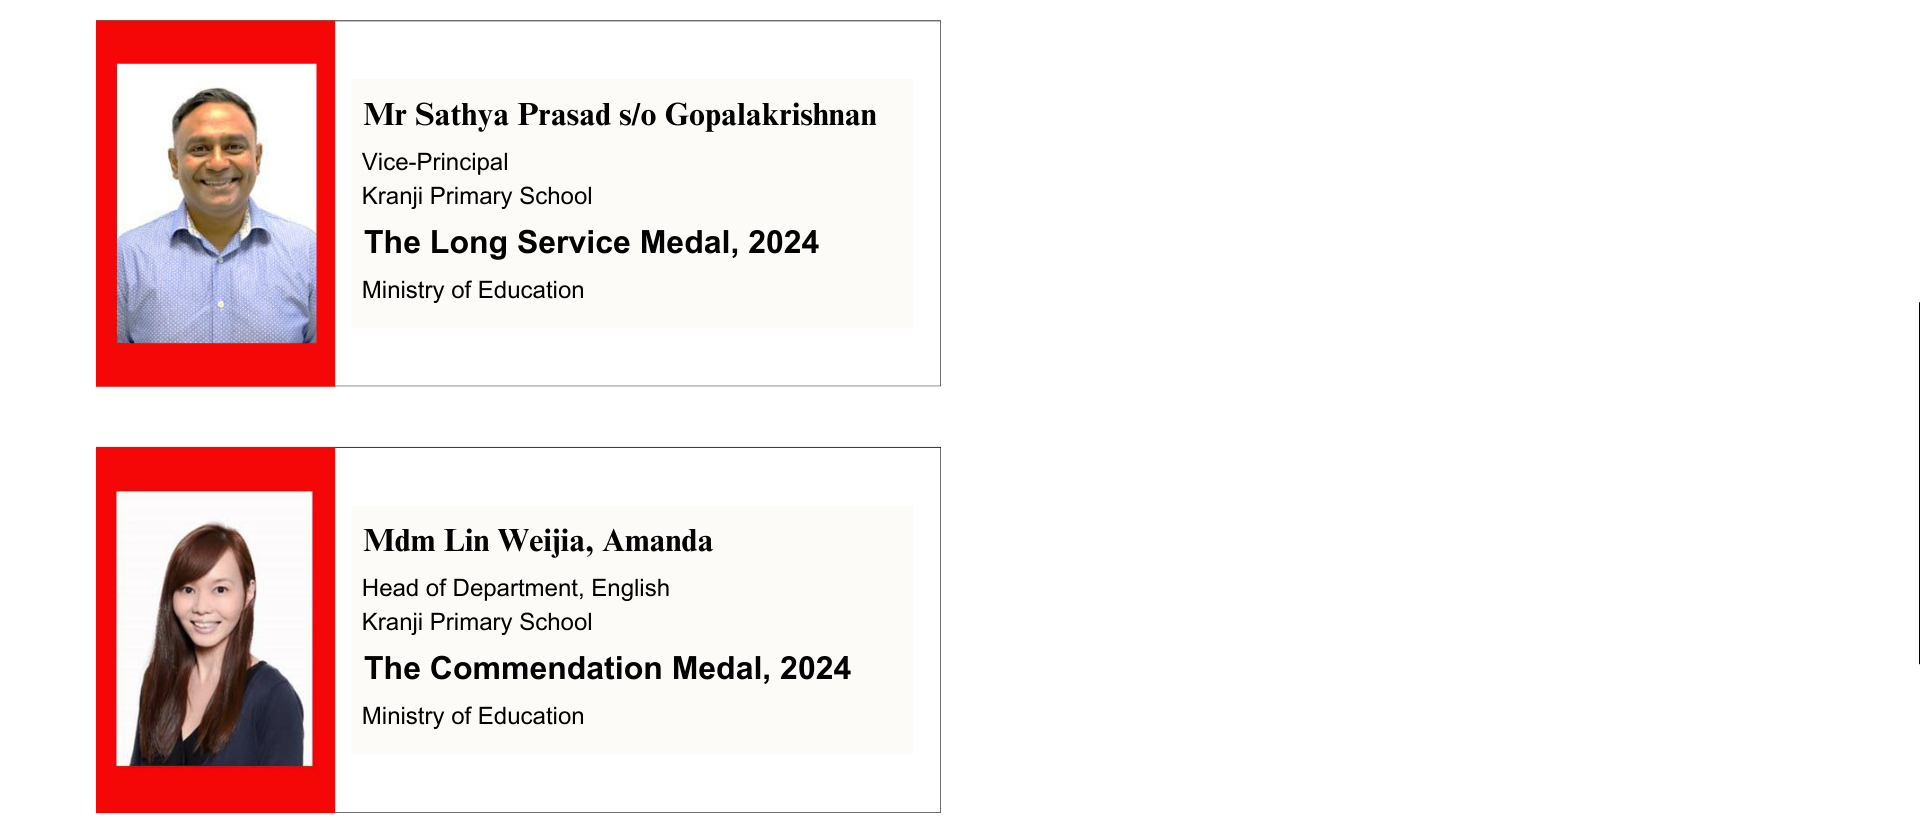 Mr Sathya Prasad s/o Gopalakrishnan
Vice-Principal
Kranji Primary School
The Long Service Medal, 2024
Ministry of Education
Mdm Lin Weijia, Amanda
Head of Department, English
Kranji Primary School
The Commendation Medal, 2024
Ministry of Education